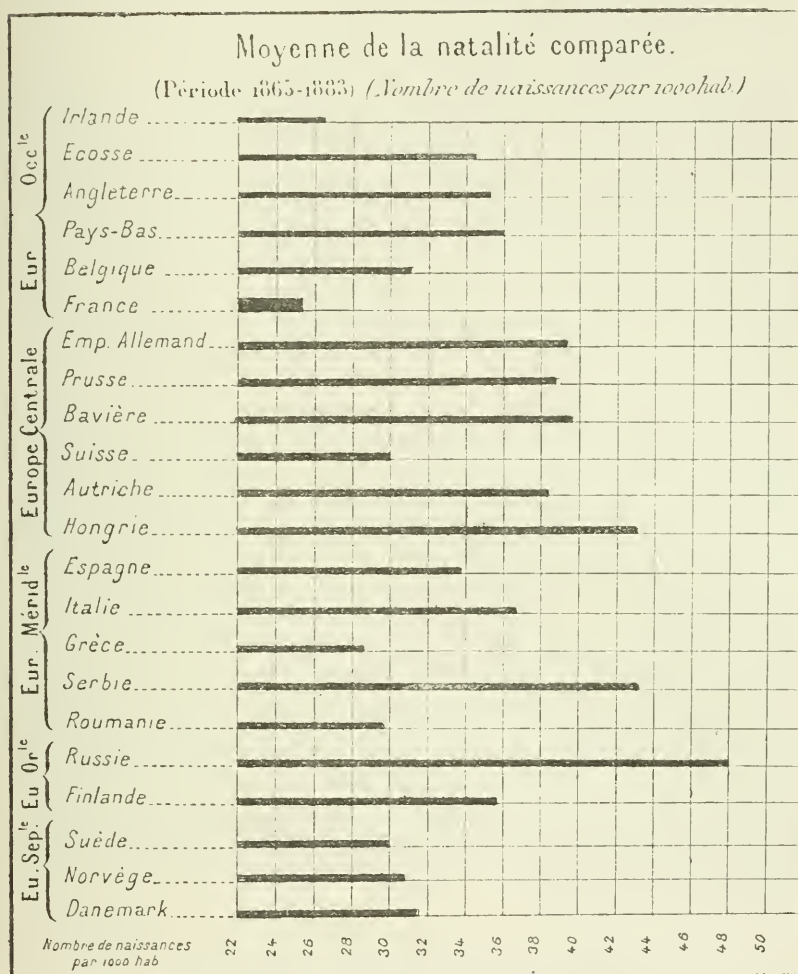 Moyenne de la natalité comparée.
(Période 1865-1883) (Nombre de naissances par 1000 hab.)
Eur Occ.le
Irlande
Ecosse
Angleterre
Pays-Bas
Belgique
France
Europe Centrale
Emp. Allemand
Prusse
Bavière
Suisse
Autriche
Hongrie
Eur. Mérid.le
Espagne
Italie
Grèce
Serbie
Roumanie
Eu Or.le
Russie
Finlande
Eu. Sep.le
Suède
Norvège
Danemark
Nombre de naissances
par 1000 hab
22 24 26 28 30 32 34 36 38 40 42 44 46 48 50